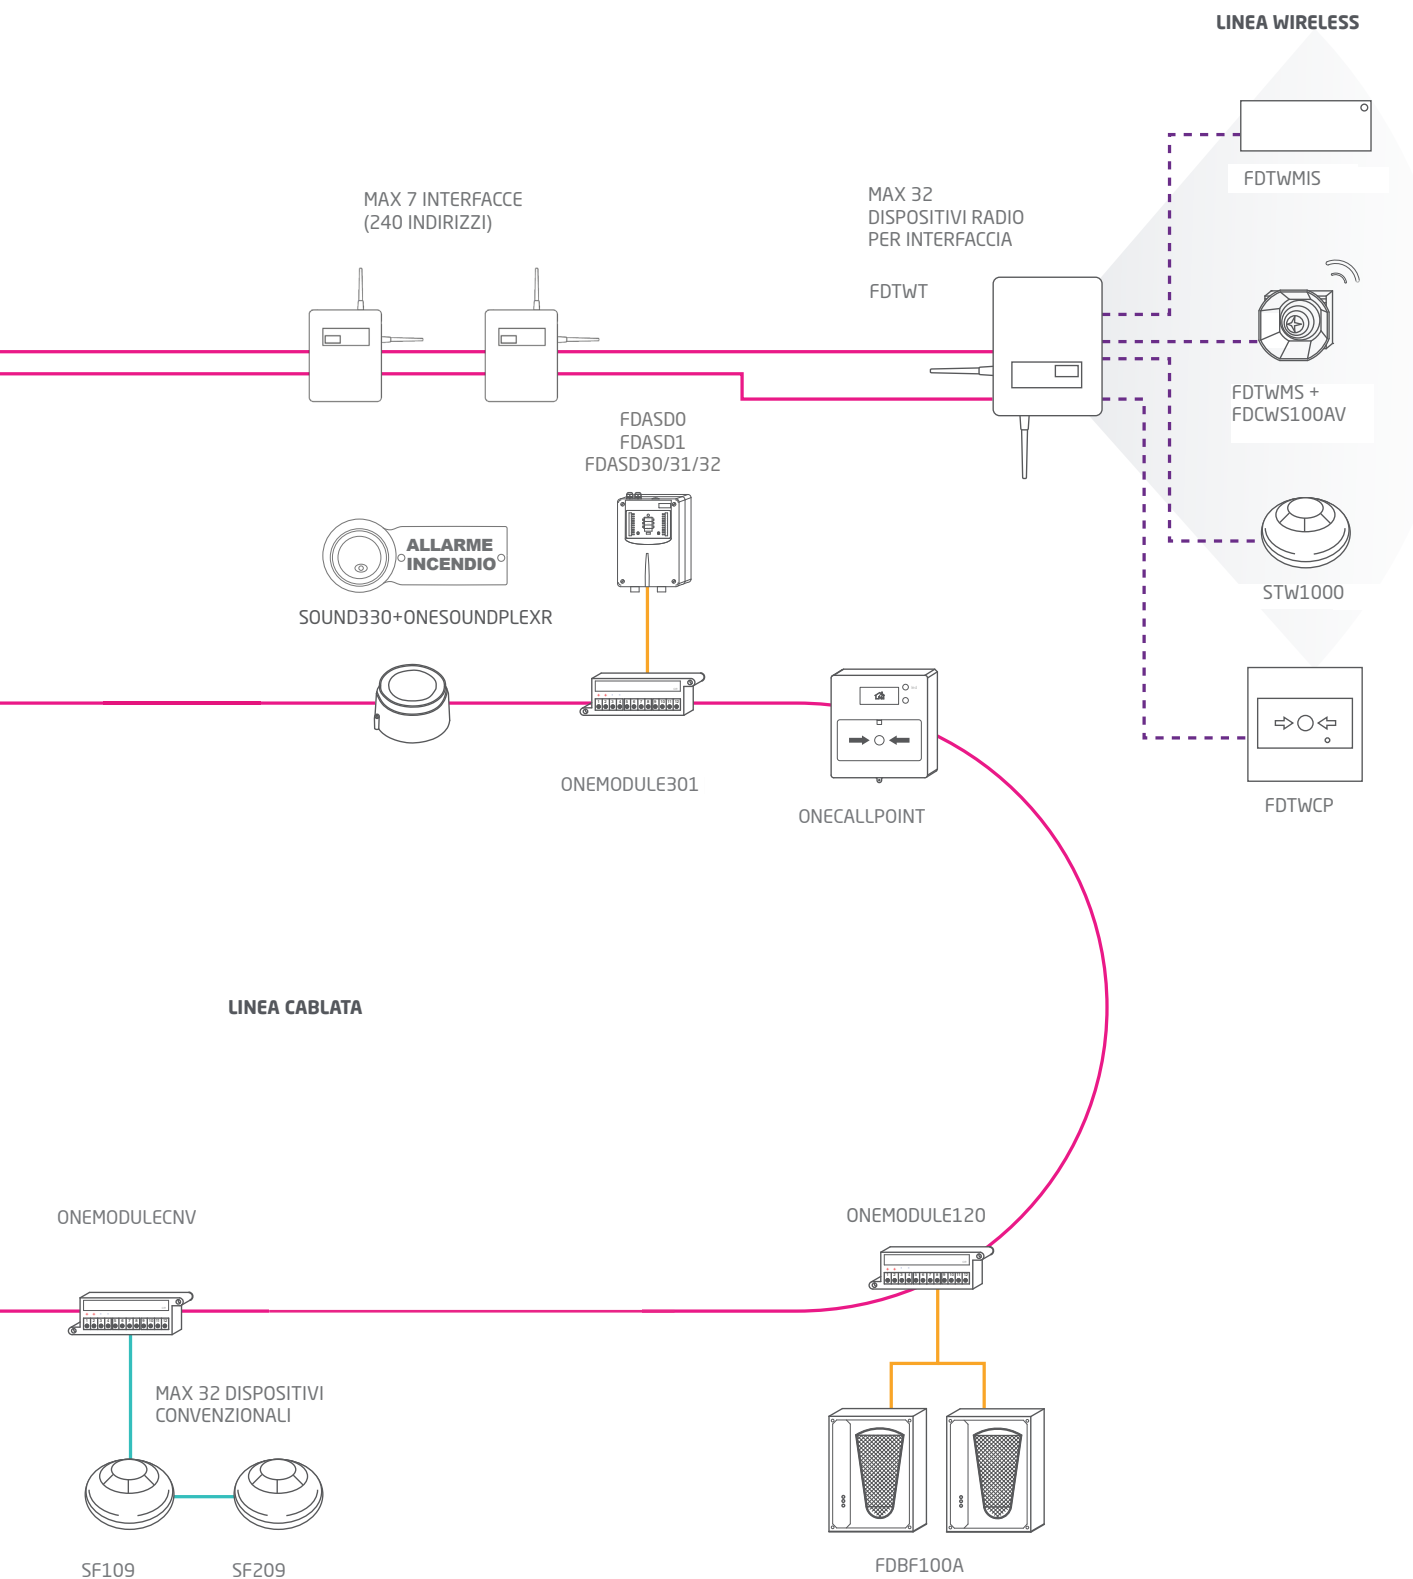 LINEA WIRELESS
FDTWMIS
MAX 7 INTERFACCE
(240 INDIRIZZI)
MAX 32
DISPOSITIVI RADIO
PER INTERFACCIA
FDTWT
FDTWMS +
FDCWS100AV
FDASD0
FDASD1
FDASD30/31/32
ALLARME
INCENDIO
SOUND330+ONESOUNDPLEXR
STW1000
ONEMODULE301
ONECALLPOINT
FDTWCP
LINEA CABLATA
ONEMODULECNV
ONEMODULE120
MAX 32 DISPOSITIVI
CONVENZIONALI
SF109
SF209
FDBF100A